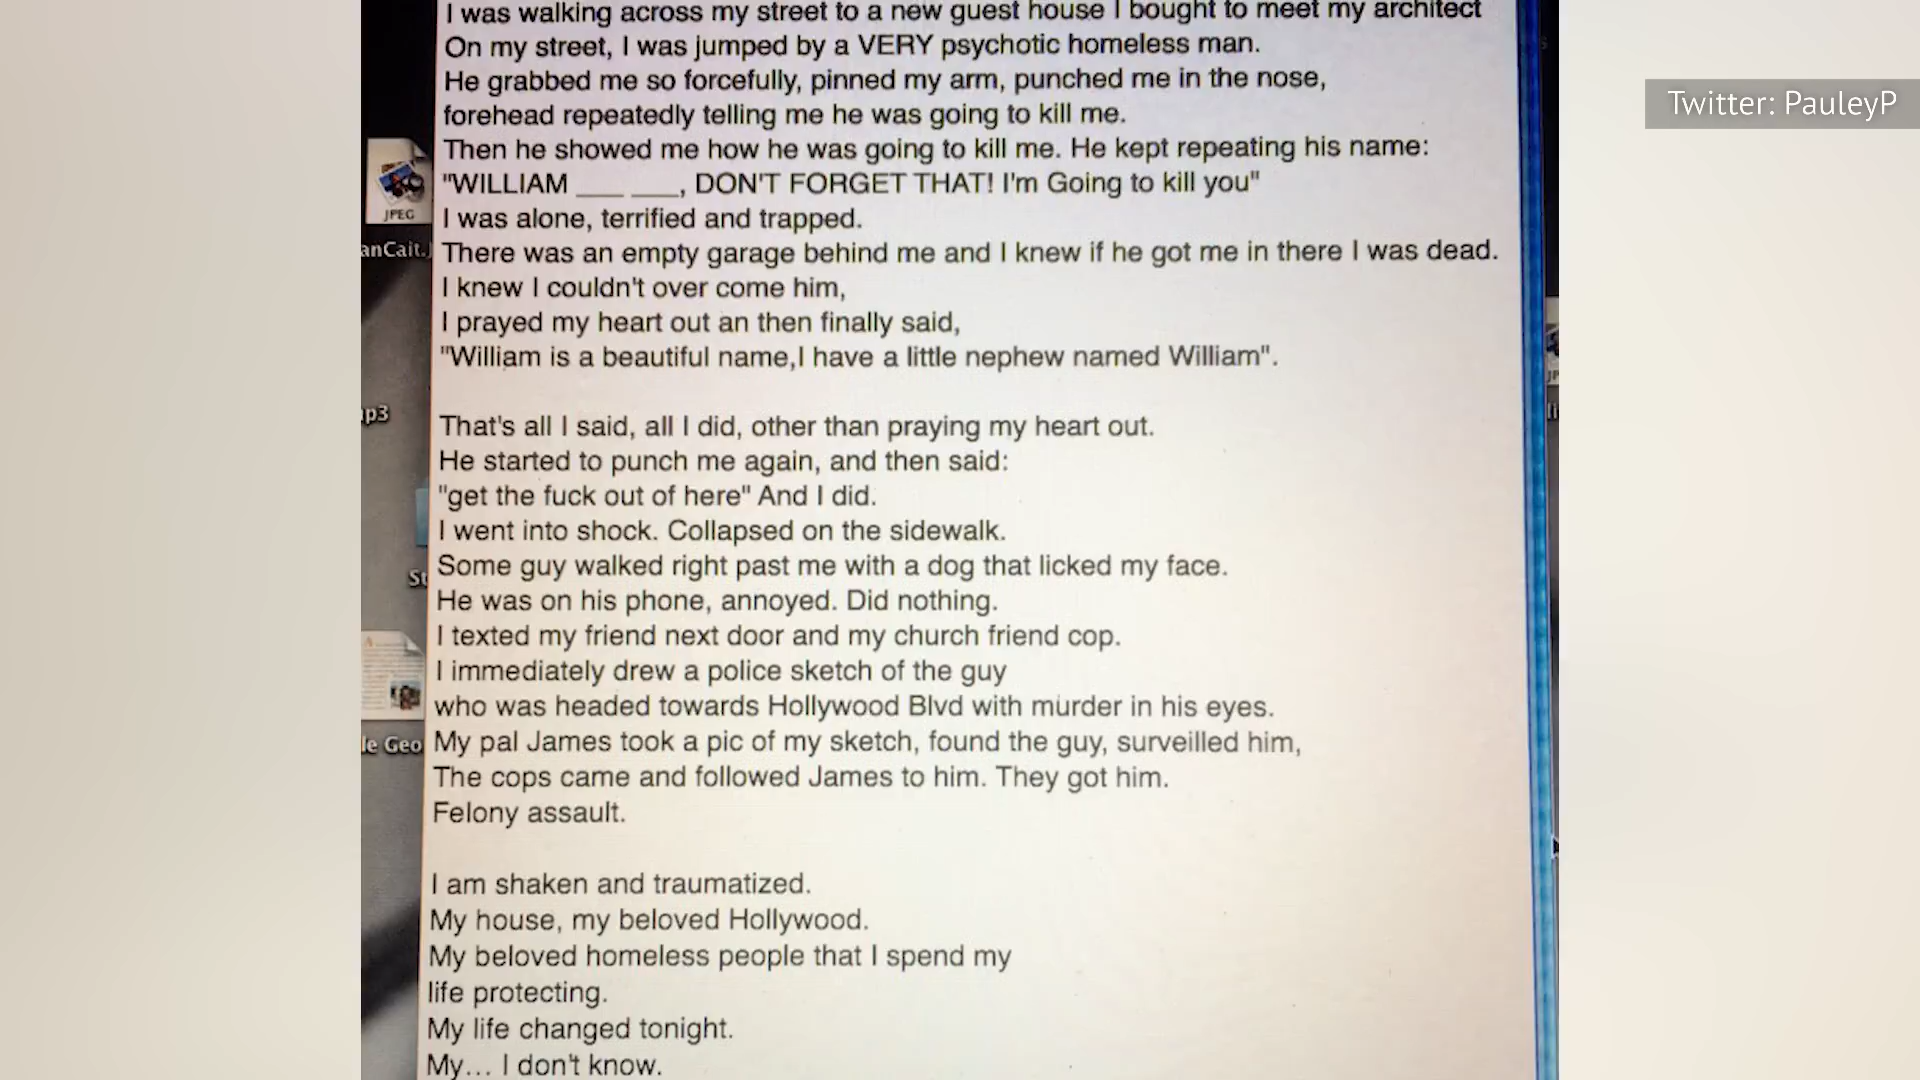 I was walking across my street to a new guest house I bought to meet my architect
On my street, I was jumped by a VERY psychotic homeless man.
He grabbed me so forcefully, pinned my arm, punched me in the nose,
forehead repeatedly telling me he was going to kill me.
Then he showed me how he was going to kill me. He kept repeating his name:
"WILLIAM ___ ___, DON'T FORGET THAT! I'm Going to kill you"
I was alone, terrified and trapped.
There was an empty garage behind me and I knew if he got me in there I was dead.
I knew I couldn't over come him,
I prayed my heart out an then finally said,
"William is a beautiful name,I have a little nephew named William".
That's all I said, all I did, other than praying my heart out.
He started to punch me again, and then said:
"get the fuck out of here" And I did.
I went into shock. Collapsed on the sidewalk.
Some guy walked right past me with a dog that licked my face.
He was on his phone, annoyed. Did nothing.
I texted my friend next door and my church friend cop.
I immediately drew a police sketch of the guy
who was headed towards Hollywood Blvd with murder in his eyes.
My pal James took a pic of my sketch, found the guy, surveilled him,
The cops came and followed James to him. They got him.
Felony assault.
I am shaken and traumatized.
My house, my beloved Hollywood.
My beloved homeless people that I spend my
life protecting.
My life changed tonight.
My... I don't know.
Twitter: PauleyP
JPEG
anCait.
p3
St
le Geo